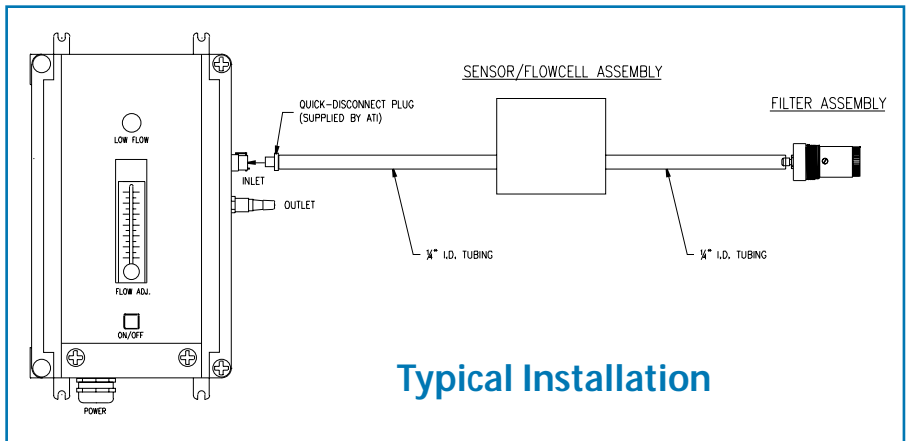 SENSOR/FLOWCELL ASSEMBLY
QUICK-DISCONNECT PLUG
(SUPPLIED BY ATI)
FILTER ASSEMBLY
LOW FLOW
INLET
OUTLET
¼" I.D. TUBING
¼" I.D. TUBING
FLOW ADJ.
ON/OFF
Typical Installation
POWER